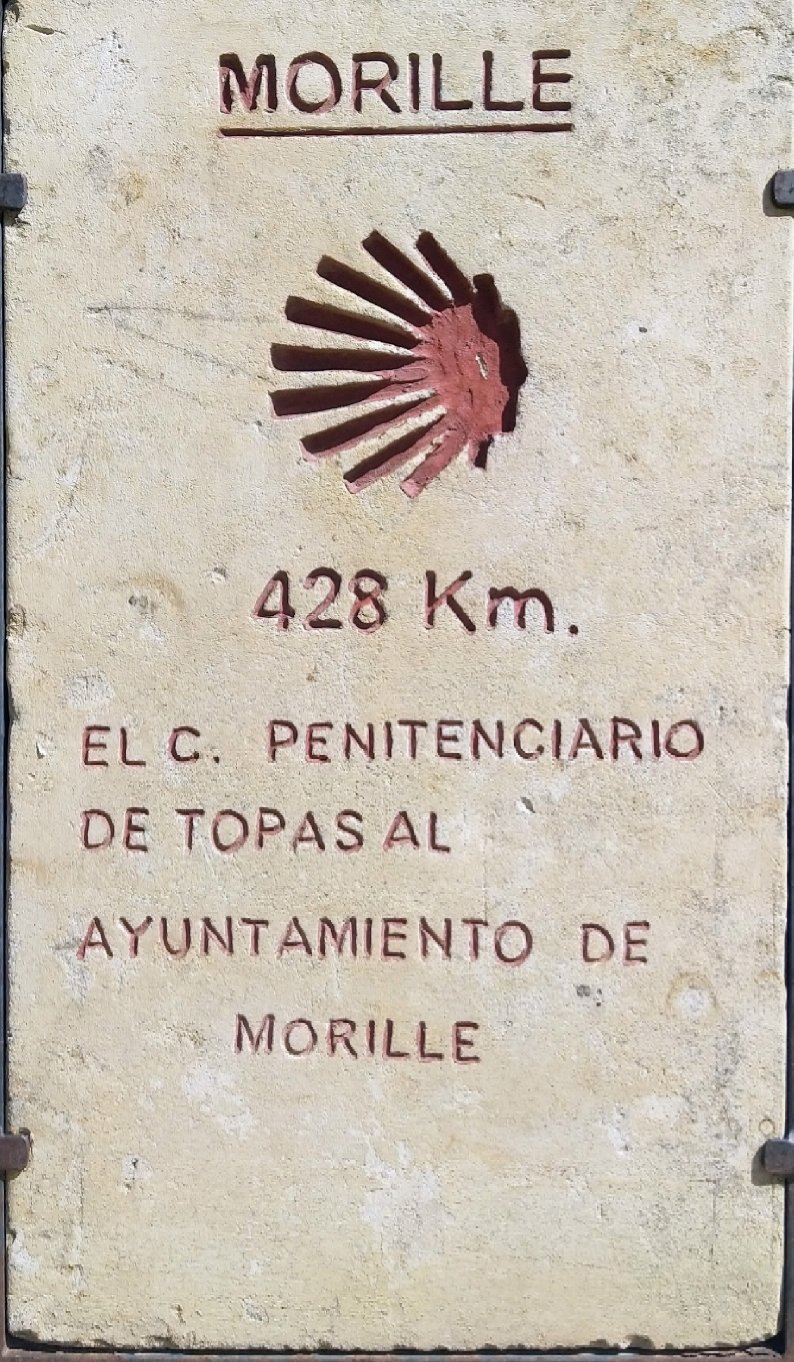 MORILLE
428 Km.
EL C. PENITENCIARIO
DE TOPAS AL
AYUNTAMIENTO DE
MORILLE